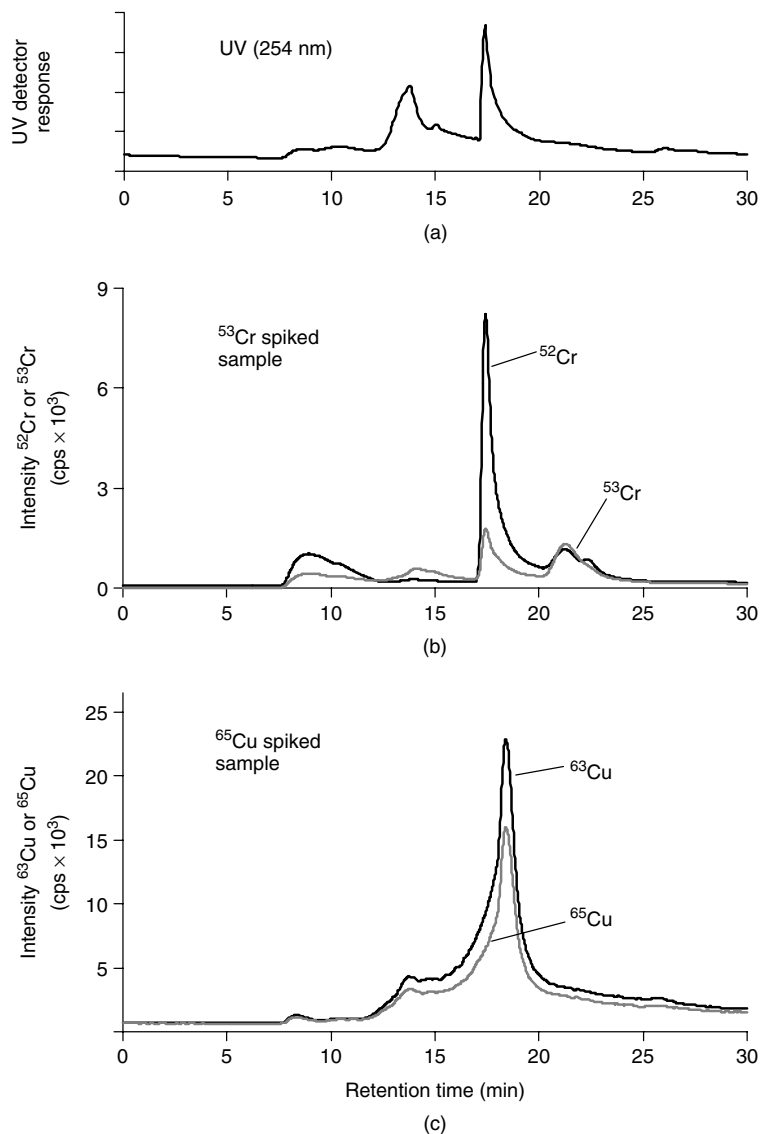 UV (254 nm)
UV detector
response
0 5 10 15 20 25 30
(a)
9
6
3
0
⁵³Cr spiked
sample
⁵²Cr
⁵³Cr
Intensity ⁵²Cr or ⁵³Cr
(cps × 10³)
0 5 10 15 20 25 30
(b)
25
20
15
10
5
⁶⁵Cu spiked
sample
⁶³Cu
⁶⁵Cu
Intensity ⁶³Cu or ⁶⁵Cu
(cps × 10³)
0 5 10 15 20 25 30
Retention time (min)
(c)